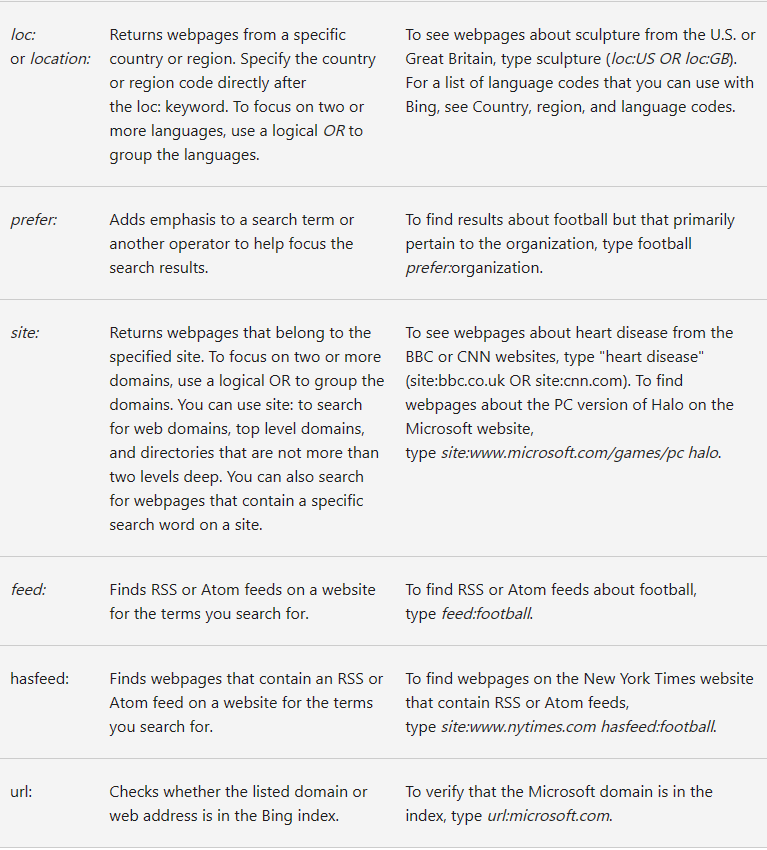 loc:
or location:
Returns webpages from a specific
country or region. Specify the country
or region code directly after
the loc: keyword. To focus on two or
more languages, use a logical OR to
group the languages.
To see webpages about sculpture from the U.S. or
Great Britain, type sculpture (loc:US OR loc:GB).
For a list of language codes that you can use with
Bing, see Country, region, and language codes.
prefer:
Adds emphasis to a search term or
another operator to help focus the
search results.
To find results about football but that primarily
pertain to the organization, type football
prefer:organization.
site:
Returns webpages that belong to the
specified site. To focus on two or more
domains, use a logical OR to group the
domains. You can use site: to search
for web domains, top level domains,
and directories that are not more than
two levels deep. You can also search
for webpages that contain a specific
search word on a site.
To see webpages about heart disease from the
BBC or CNN websites, type "heart disease"
(site:bbc.co.uk OR site:cnn.com). To find
webpages about the PC version of Halo on the
Microsoft website,
type site:www.microsoft.com/games/pc halo.
feed:
Finds RSS or Atom feeds on a website
for the terms you search for.
To find RSS or Atom feeds about football,
type feed:football.
hasfeed:
Finds webpages that contain an RSS or
Atom feed on a website for the terms
you search for.
To find webpages on the New York Times website
that contain RSS or Atom feeds,
type site:www.nytimes.com hasfeed:football.
url:
Checks whether the listed domain or
web address is in the Bing index.
To verify that the Microsoft domain is in the
index, type url:microsoft.com.